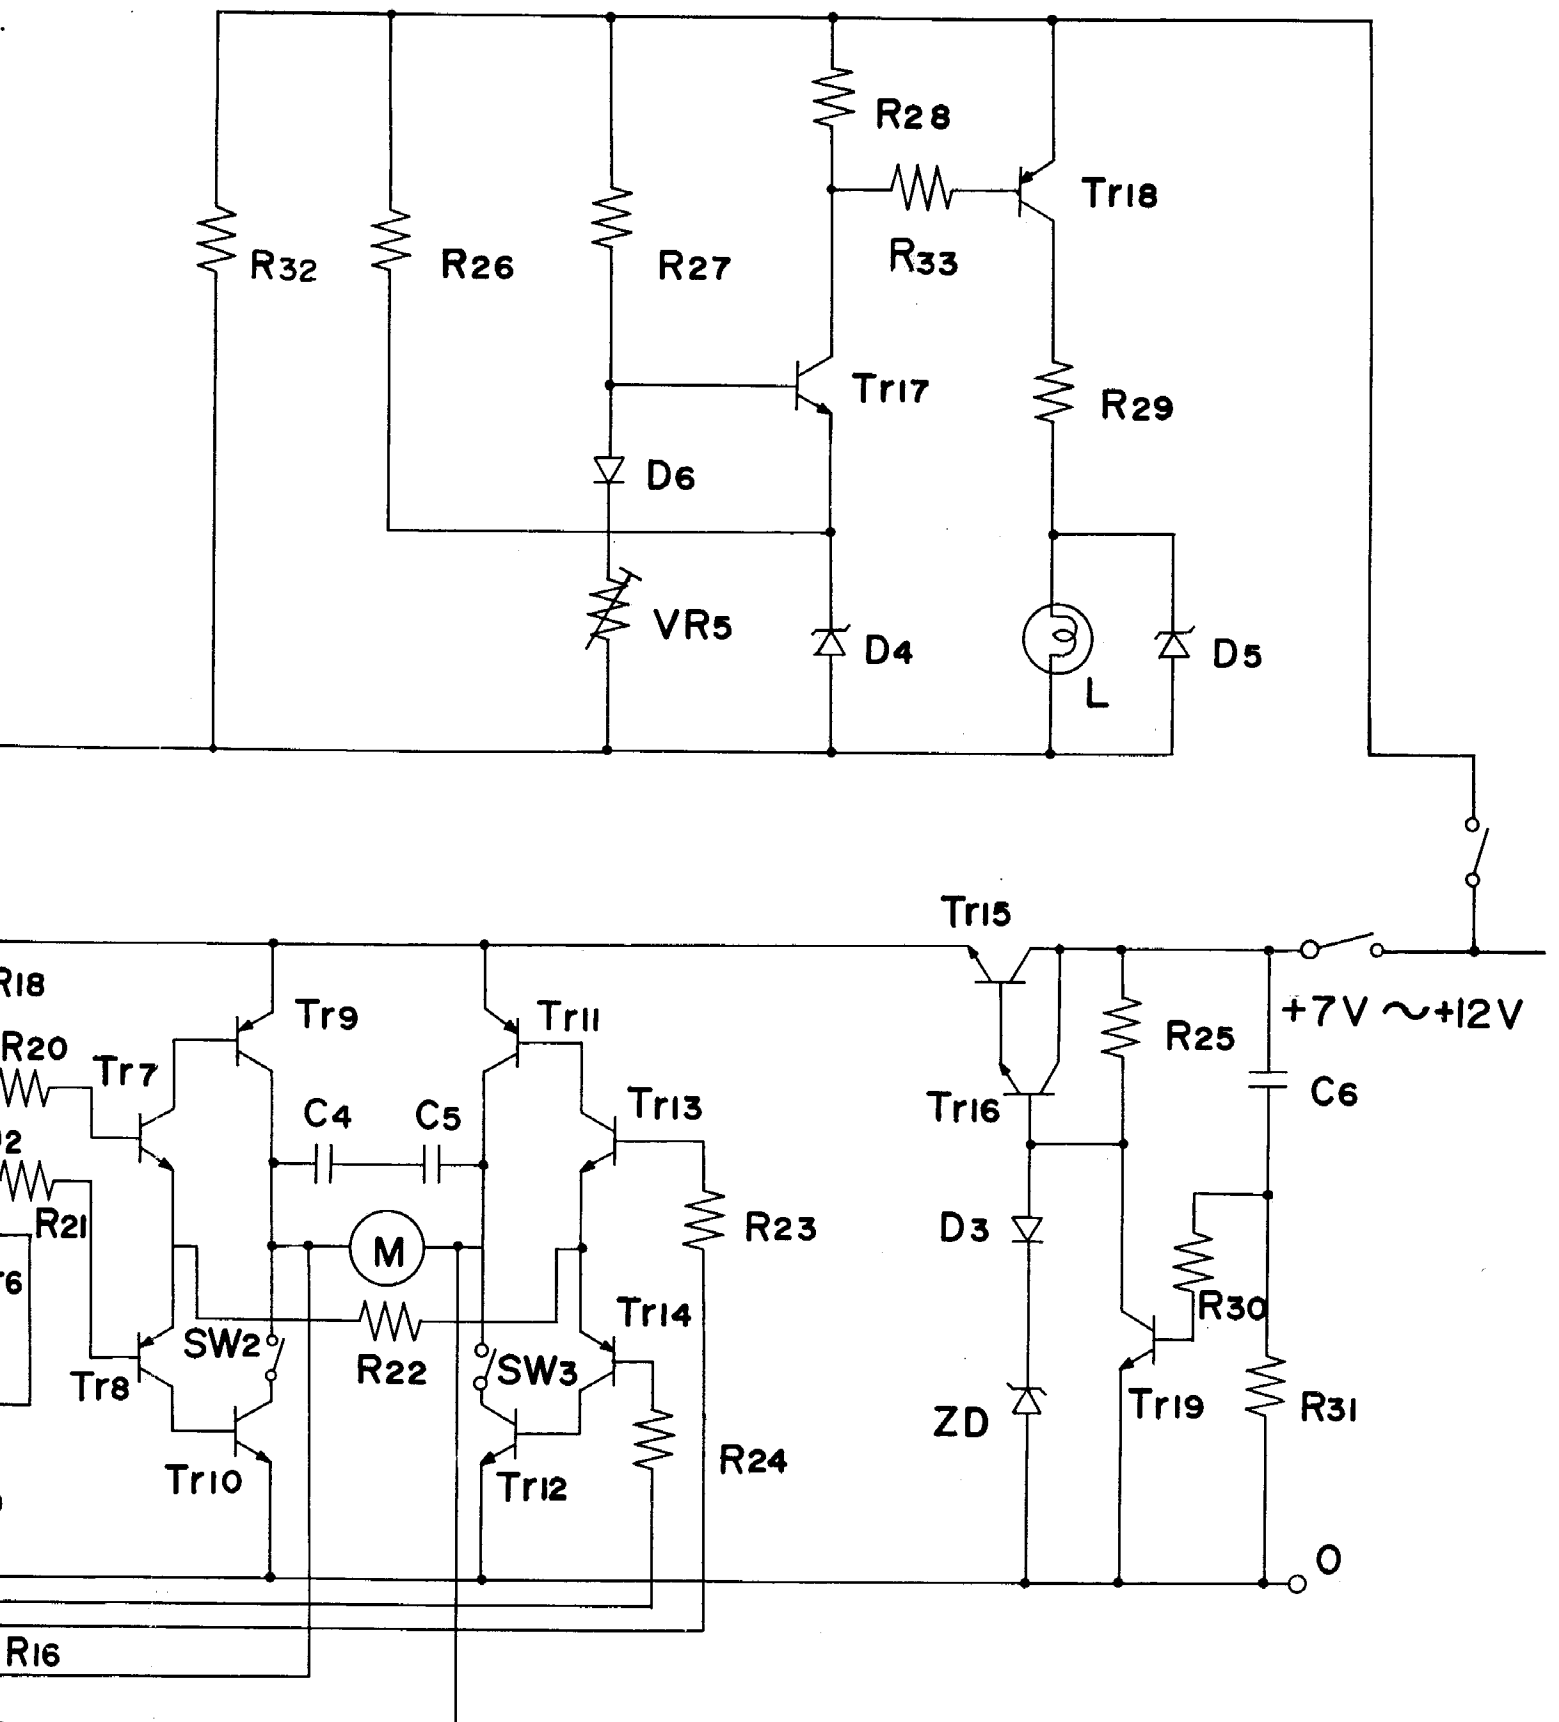 R28
Tr18
R33
R32
R26
R27
Tr17
R29
D6
VR5
D4
D5
L
Tr15
R18
Tr9
Tr11
+7V ~ +12V
R20
Tr7
R25
Tr16
C6
C4
C5
Tr13
R21
M
R23
D3
R30
Tr14
SW2
R22
SW3
Tr8
ZD
Tr19
R31
Tr10
Tr12
R24
O
R16